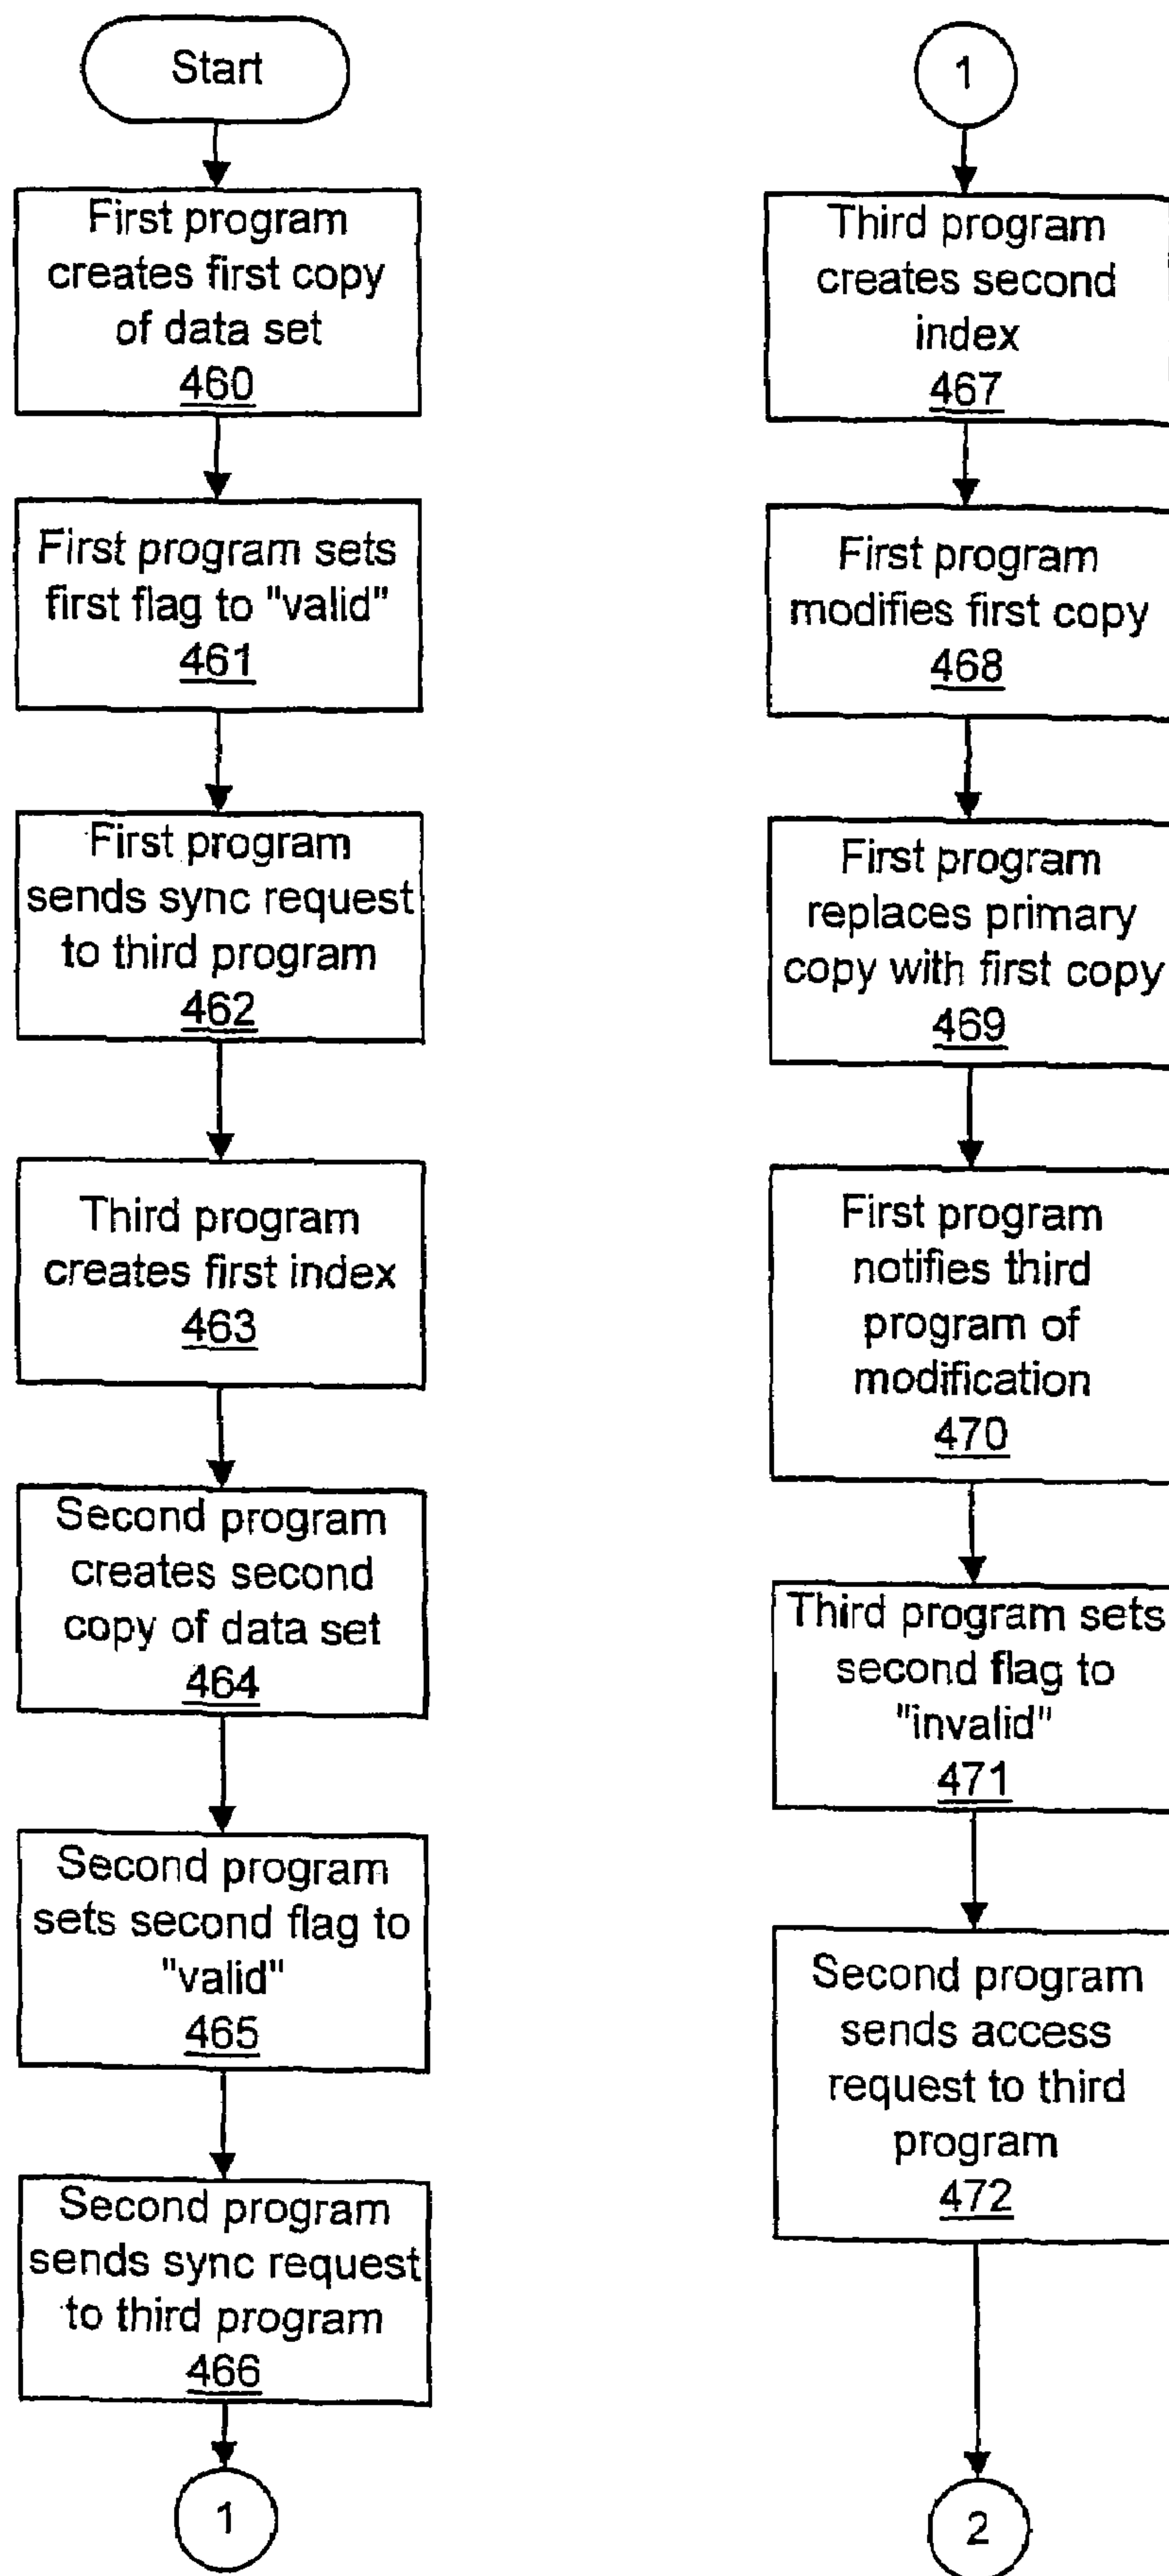 Start
First program
creates first copy
of data set
460
First program sets
first flag to "valid"
461
First program
sends sync request
to third program
462
Third program
creates first index
463
Second program
creates second
copy of data set
464
Second program
sets second flag to
"valid"
465
Second program
sends sync request
to third program
466
1
1
Third program
creates second
index
467
First program
modifies first copy
468
First program
replaces primary
copy with first copy
469
First program
notifies third
program of
modification
470
Third program sets
second flag to
"invalid"
471
Second program
sends access
request to third
program
472
2